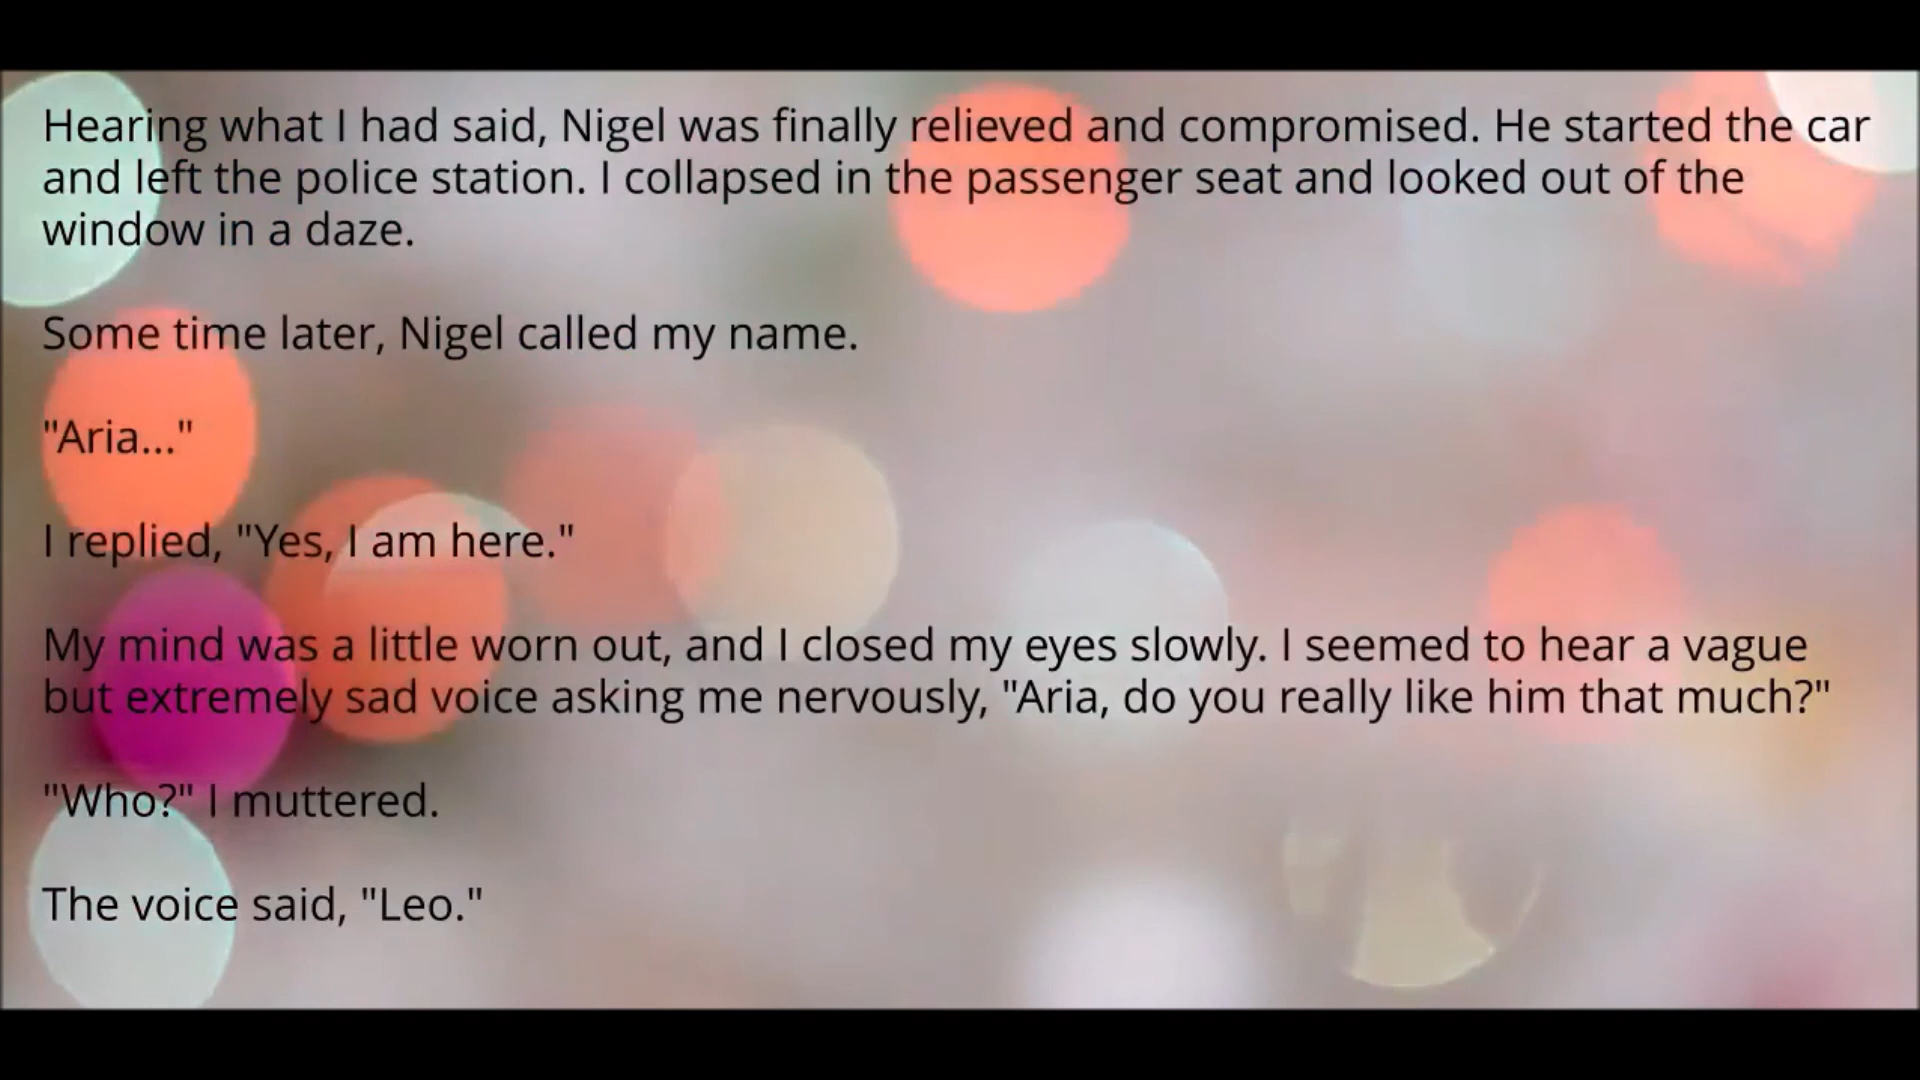 Hearing what I had said, Nigel was finally relieved and compromised. He started the car
and left the police station. I collapsed in the passenger seat and looked out of the
window in a daze.
Some time later, Nigel called my name.
"Aria..."
I replied, "Yes, I am here."
My mind was a little worn out, and I closed my eyes slowly. I seemed to hear a vague
but extremely sad voice asking me nervously, "Aria, do you really like him that much?"
"Who?" I muttered.
The voice said, "Leo."